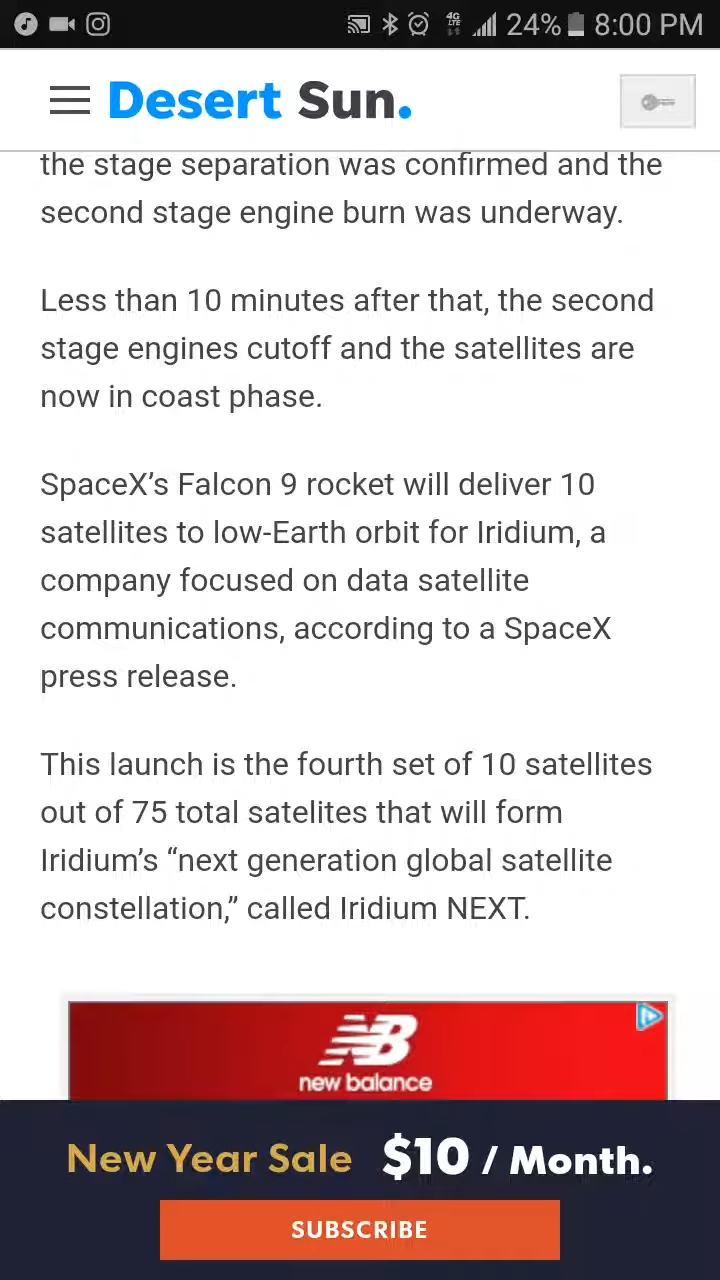 4G
LTE
24%
8:00 PM
Desert Sun.
the stage separation was confirmed and the
second stage engine burn was underway.
Less than 10 minutes after that, the second
stage engines cutoff and the satellites are
now in coast phase.
SpaceX’s Falcon 9 rocket will deliver 10
satellites to low-Earth orbit for Iridium, a
company focused on data satellite
communications, according to a SpaceX
press release.
This launch is the fourth set of 10 satellites
out of 75 total satelites that will form
Iridium’s “next generation global satellite
constellation,” called Iridium NEXT.
NB
new balance
New Year Sale $10 / Month.
SUBSCRIBE